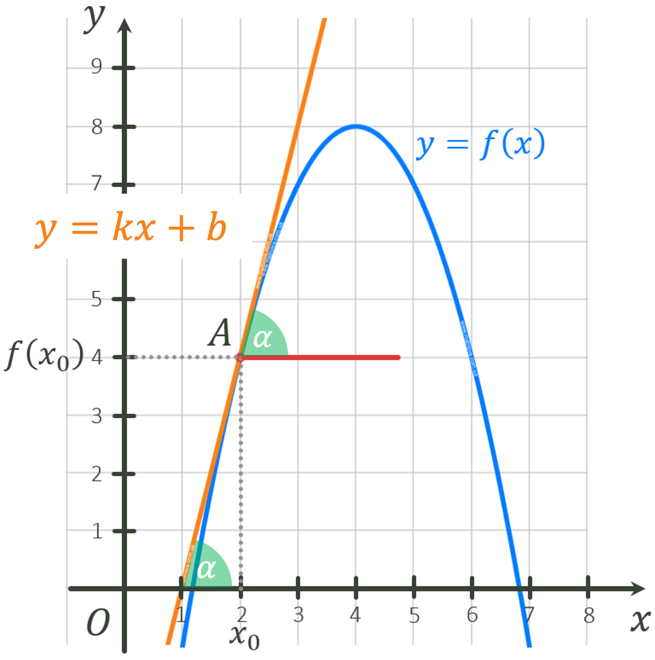 y
9
8
y = f(x)
7
y = kx + b
5
A
α
f(x₀) 4
3
2
1
α
O
1 2 3 4 5 6 7 8
x₀
x